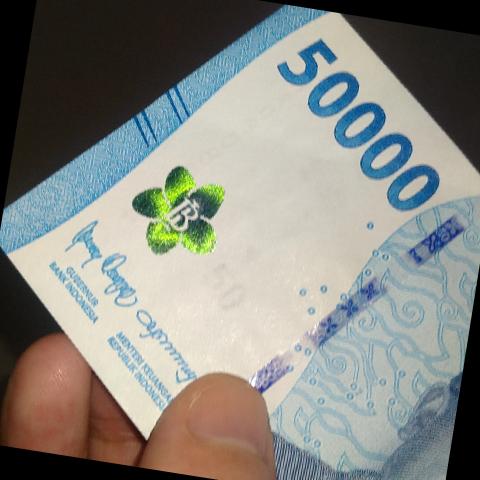 50000
GUBERNUR
BANK INDONESIA
MENTERI KEUANGAN
REPUBLIK INDONESIA